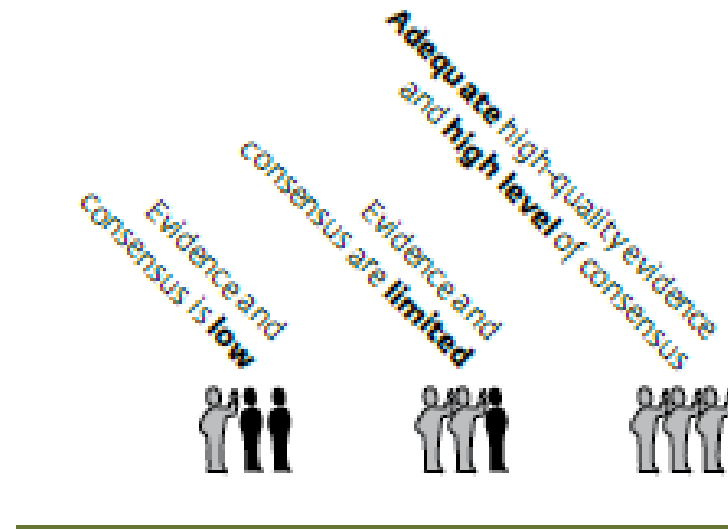 Evidence and
consensus is low
Evidence and
consensus are limited
Adequate high-quality evidence
and high level of consensus